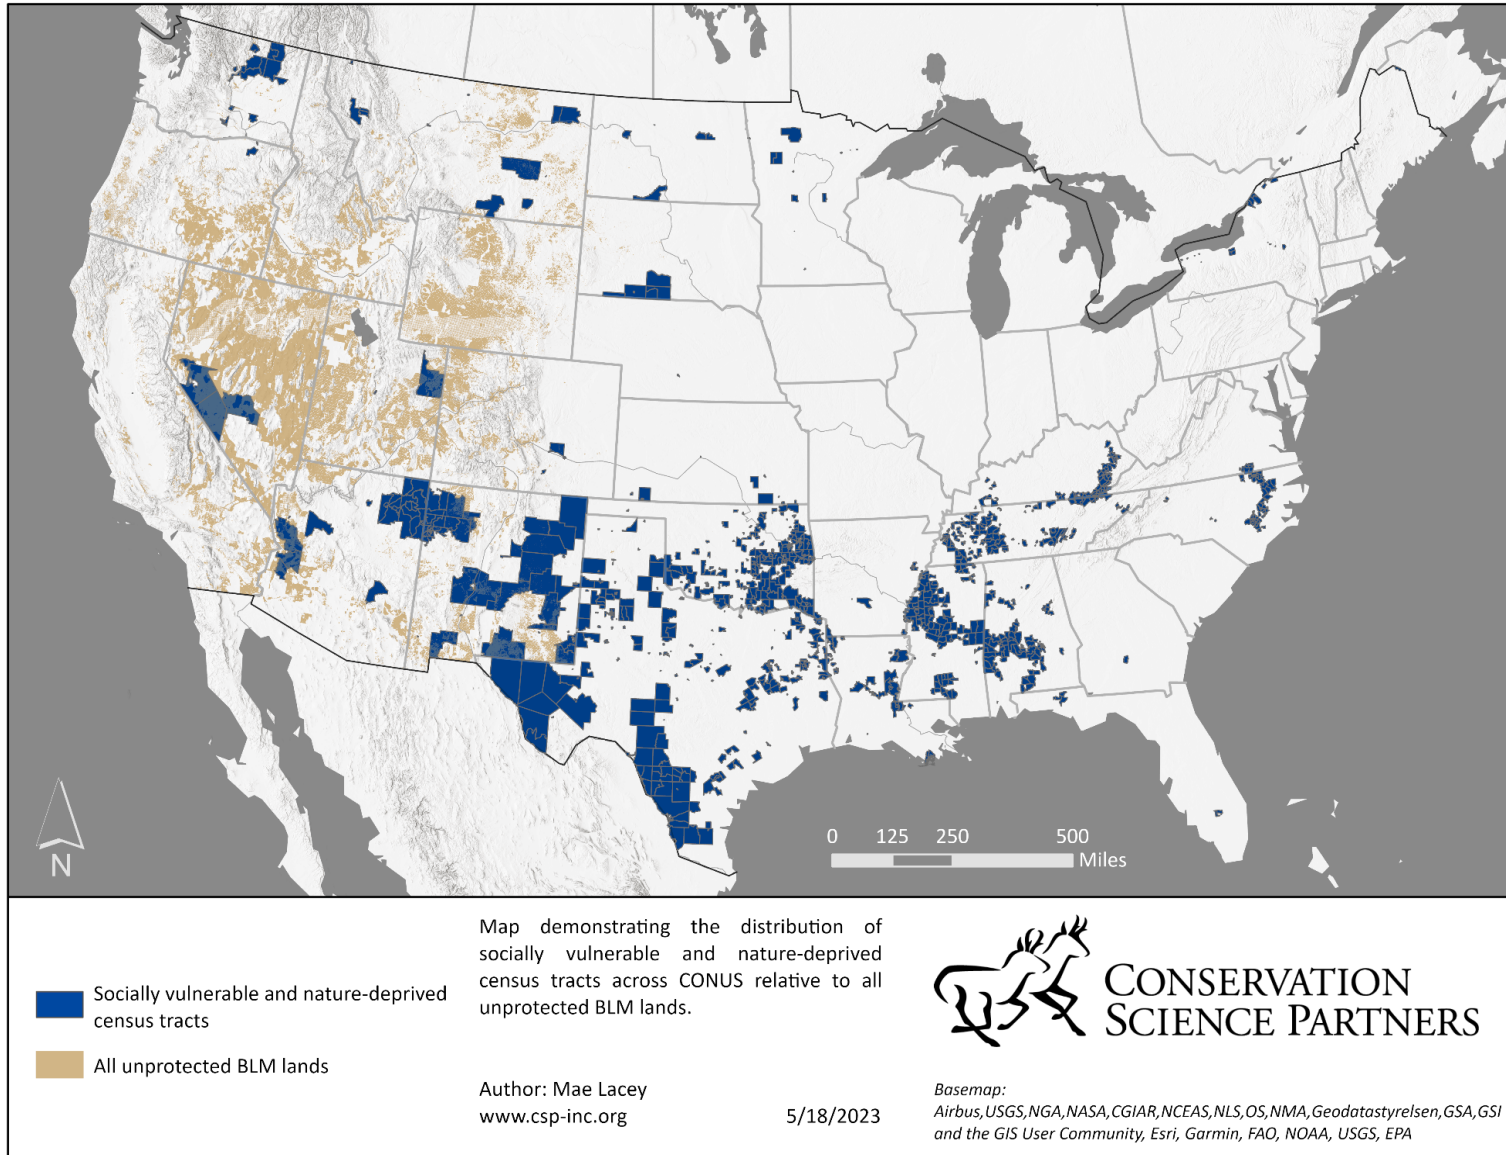 N
0 125 250 500
Miles
Socially vulnerable and nature-deprived
census tracts
All unprotected BLM lands
Map demonstrating the distribution of
socially vulnerable and nature-deprived
census tracts across CONUS relative to all
unprotected BLM lands.
Author: Mae Lacey
www.csp-inc.org 5/18/2023
CONSERVATION
SCIENCE PARTNERS
Basemap:
Airbus,USGS,NGA,NASA,CGIAR,NCEAS,NLS,OS,NMA,Geodatastyrelsen,GSA,GSI
and the GIS User Community, Esri, Garmin, FAO, NOAA, USGS, EPA